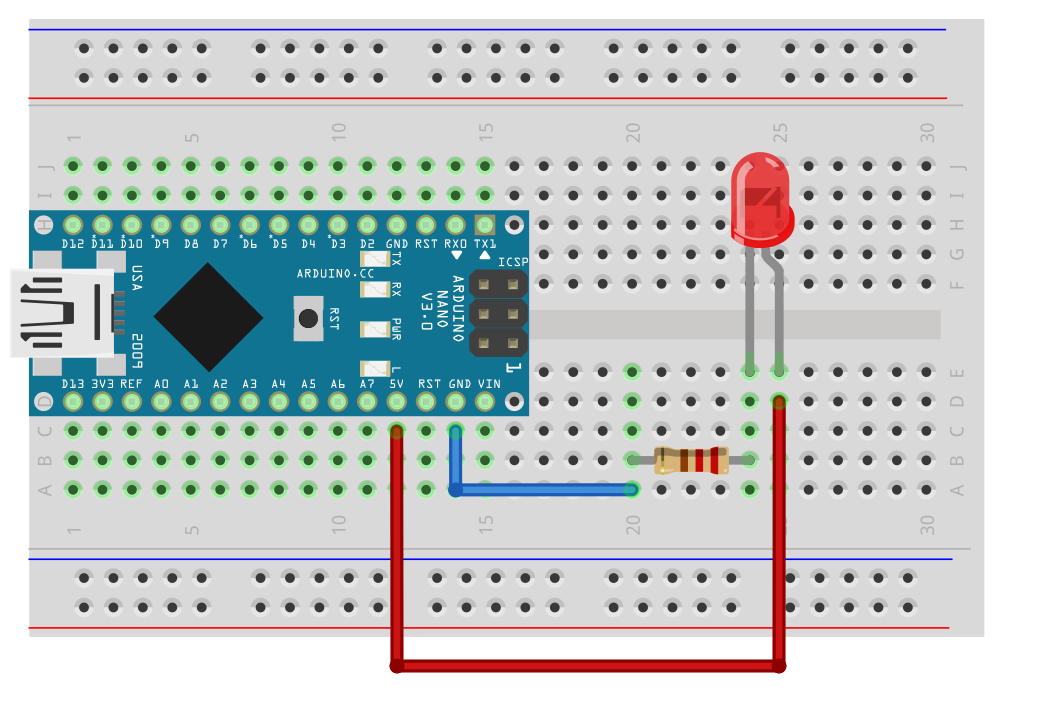 1 5 10 15 20 25 30
J J
I I
H H
G
F
D12 D11 D10 D9 D8 D7 D6 D5 D4 D3 D2 GND RST RX0 TX1
ICSP
USA
TX
ARDUINO.CC
RX
RST
ARDUINO
NANO
V3.0
PWR
2009
L
1
D13 3V3 REF A0 A1 A2 A3 A4 A5 A6 A7 5V RST GND VIN
E
D D
C C
B B
A A
1 5 10 15 20 30